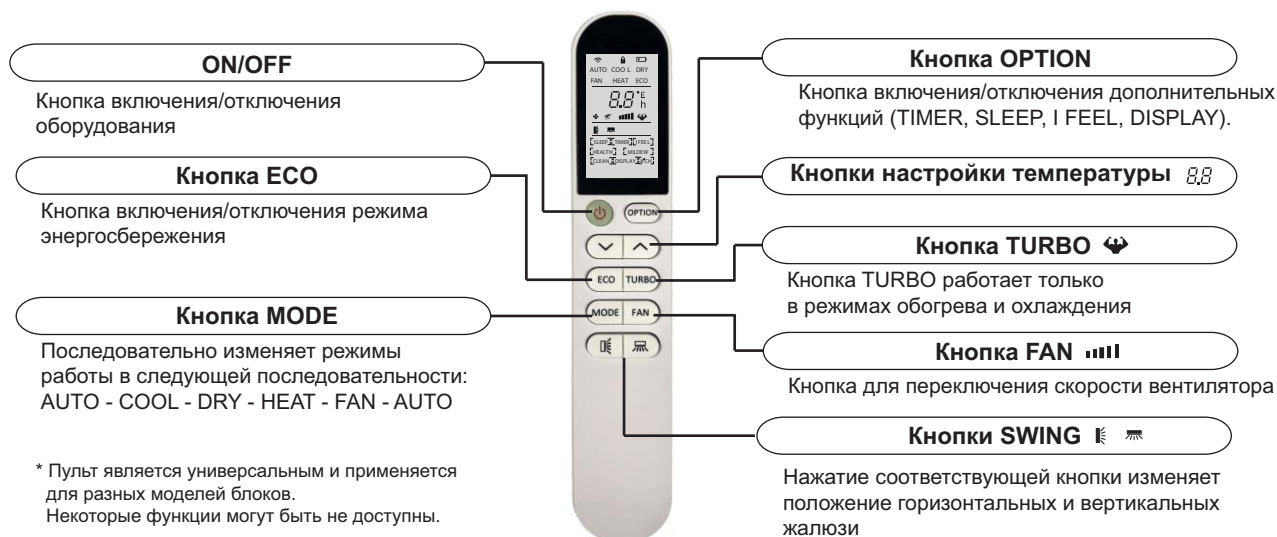 ON/OFF
Кнопка включения/отключения
оборудования
Кнопка ECO
Кнопка включения/отключения режима
энергосбережения
Кнопка MODE
Последовательно изменяет режимы
работы в следующей последовательности:
AUTO - COOL - DRY - HEAT - FAN - AUTO
* Пульт является универсальным и применяется
для разных моделей блоков.
Некоторые функции могут быть не доступны.
AUTO COO L DRY
FAN HEAT ECO
8.8 °E h
SLEEP TIMER I FEEL
HEALTH MILDEW
CLEAN DISPLAY
OPTION
ECO TURBO
MODE FAN
Кнопка OPTION
Кнопка включения/отключения дополнительных
функций (TIMER, SLEEP, I FEEL, DISPLAY).
Кнопки настройки температуры 8.8
Кнопка TURBO
Кнопка TURBO работает только
в режимах обогрева и охлаждения
Кнопка FAN
Кнопка для переключения скорости вентилятора
Кнопки SWING
Нажатие соответствующей кнопки изменяет
положение горизонтальных и вертикальных
жалюзи